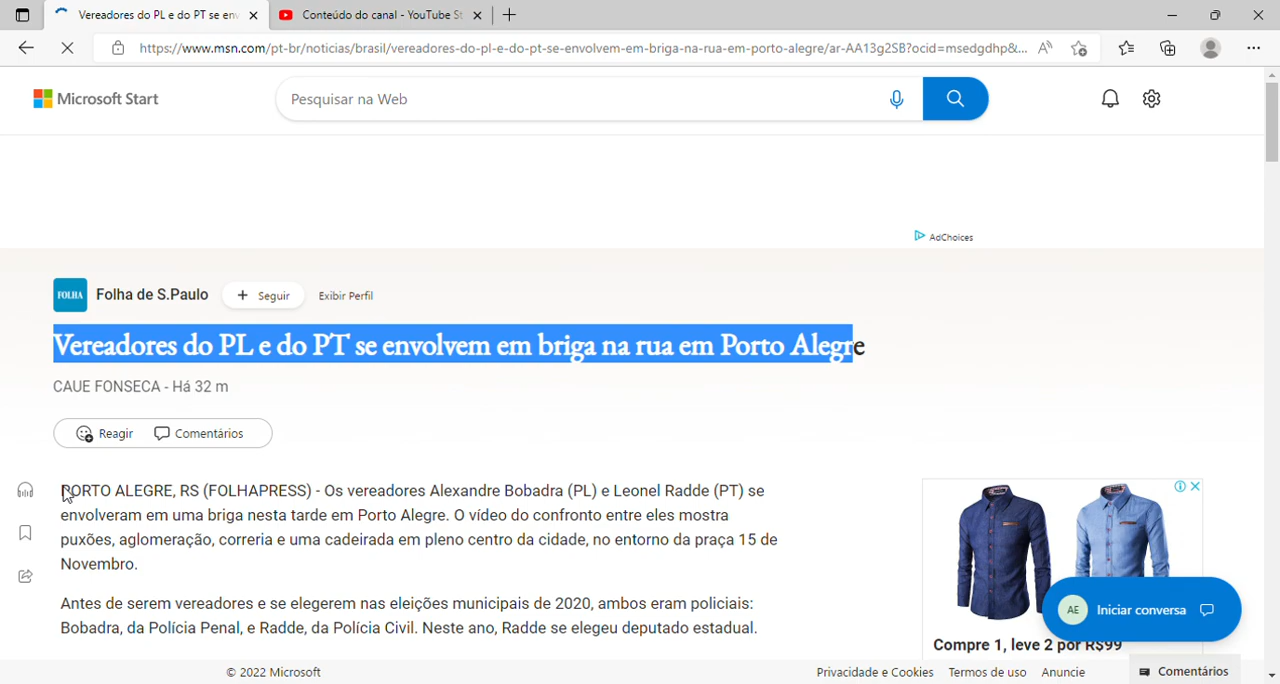 Vereadores do PL e do PT se en
Conteúdo do canal - YouTube St
https://www.msn.com/pt-br/noticias/brasil/vereadores-do-pl-e-do-pt-se-envolvem-em-briga-na-rua-em-porto-alegre/ar-AA13g2SB?ocid=msedgdhp&...
Microsoft Start
Pesquisar na Web
AdChoices
FOLHA
Folha de S.Paulo
+ Seguir
Exibir Perfil
Vereadores do PL e do PT se envolvem em briga na rua em Porto Alegre
CAUE FONSECA - Há 32 m
Reagir
Comentários
PORTO ALEGRE, RS (FOLHAPRESS) - Os vereadores Alexandre Bobadra (PL) e Leonel Radde (PT) se
envolveram em uma briga nesta tarde em Porto Alegre. O vídeo do confronto entre eles mostra
puxões, aglomeração, correria e uma cadeirada em pleno centro da cidade, no entorno da praça 15 de
Novembro.
Antes de serem vereadores e se elegerem nas eleições municipais de 2020, ambos eram policiais:
Bobadra, da Polícia Penal, e Radde, da Polícia Civil. Neste ano, Radde se elegeu deputado estadual.
AE Iniciar conversa
Compre 1, leve 2 por R$99
© 2022 Microsoft
Privacidade e Cookies
Termos de uso
Anuncie
Comentários